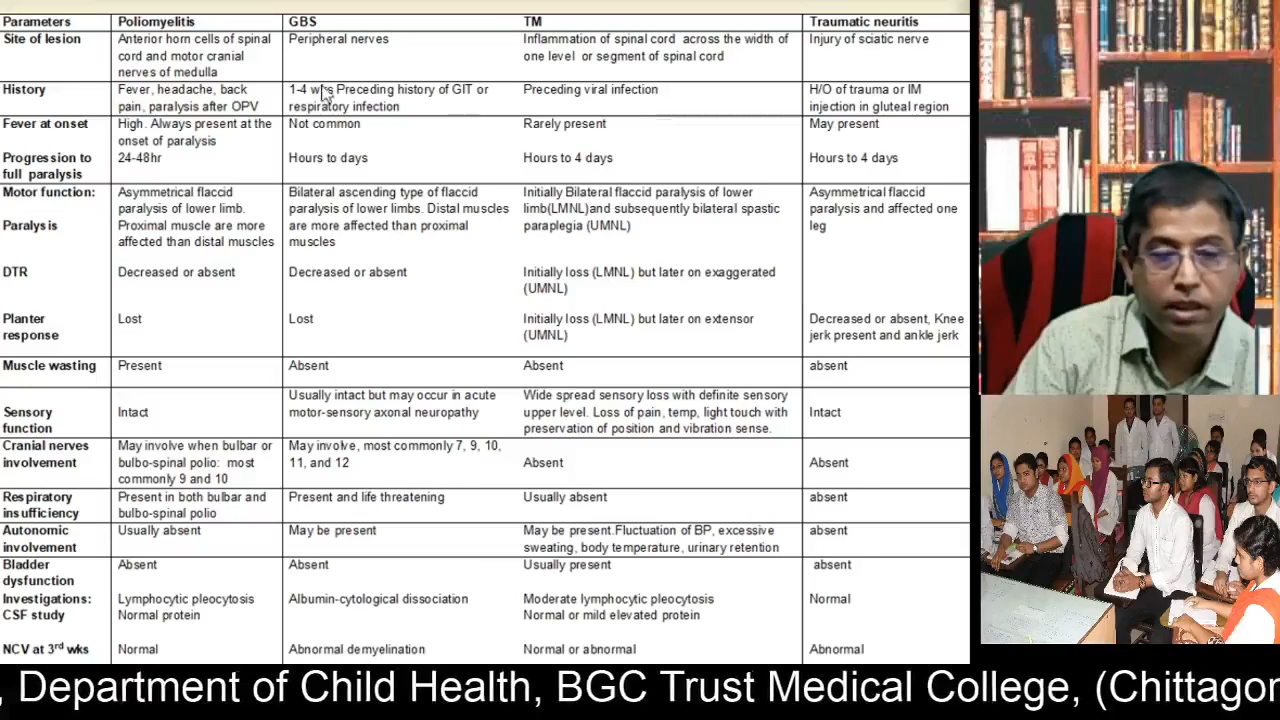 Parameters Poliomyelitis GBS TM Traumatic neuritis
Site of lesion Anterior horn cells of spinal Peripheral nerves Inflammation of spinal cord across the width of Injury of sciatic nerve
cord and motor cranial one level or segment of spinal cord
nerves of medulla
History Fever, headache, back 1-4 wks Preceding history of GIT or Preceding viral infection H/O of trauma or IM
pain, paralysis after OPV respiratory infection injection in gluteal region
Fever at onset High. Always present at the Not common Rarely present May present
onset of paralysis
Progression to 24-48hr Hours to days Hours to 4 days Hours to 4 days
full paralysis
Motor function: Asymmetrical flaccid Bilateral ascending type of flaccid Initially Bilateral flaccid paralysis of lower Asymmetrical flaccid
paralysis of lower limb. paralysis of lower limbs. Distal muscles limb(LMNL)and subsequently bilateral spastic paralysis and affected one
Paralysis Proximal muscle are more are more affected than proximal paraplegia (UMNL) leg
affected than distal muscles muscles
DTR Decreased or absent Decreased or absent Initially loss (LMNL) but later on exaggerated
(UMNL)
Planter Lost Lost Initially loss (LMNL) but later on extensor Decreased or absent, Knee
response (UMNL) jerk present and ankle jerk
Muscle wasting Present Absent Absent absent
Usually intact but may occur in acute Wide spread sensory loss with definite sensory
Sensory Intact motor-sensory axonal neuropathy upper level. Loss of pain, temp, light touch with Intact
function preservation of position and vibration sense.
Cranial nerves May involve when bulbar or May involve, most commonly 7, 9, 10,
involvement bulbo-spinal polio: most 11, and 12 Absent Absent
commonly 9 and 10
Respiratory Present in both bulbar and Present and life threatening Usually absent absent
insufficiency bulbo-spinal polio
Autonomic Usually absent May be present May be present.Fluctuation of BP, excessive absent
involvement sweating, body temperature, urinary retention
Bladder Absent Absent Usually present absent
dysfunction
Investigations: Lymphocytic pleocytosis Albumin-cytological dissociation Moderate lymphocytic pleocytosis Normal
CSF study Normal protein Normal or mild elevated protein
NCV at 3rd wks Normal Abnormal demyelination Normal or abnormal Abnormal
, Department of Child Health, BGC Trust Medical College, (Chittagon